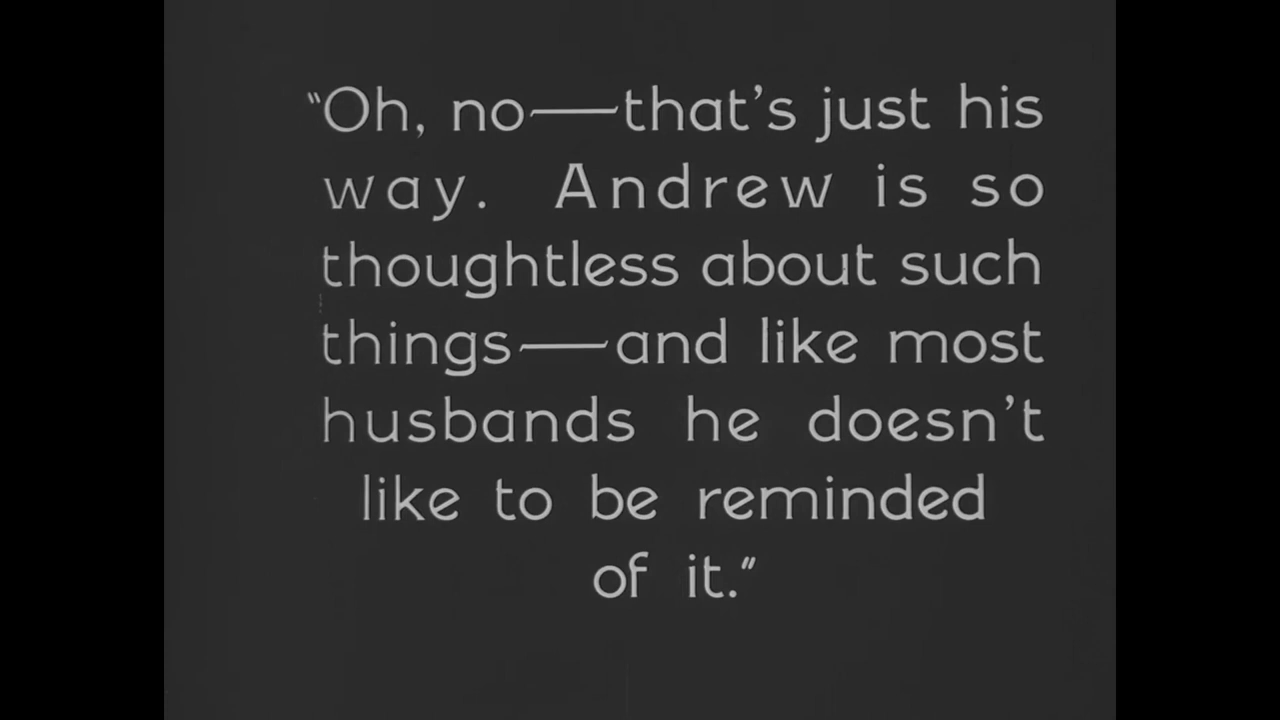 “Oh, no—that’s just his
way. Andrew is so
thoughtless about such
things—and like most
husbands he doesn’t
like to be reminded
of it.”